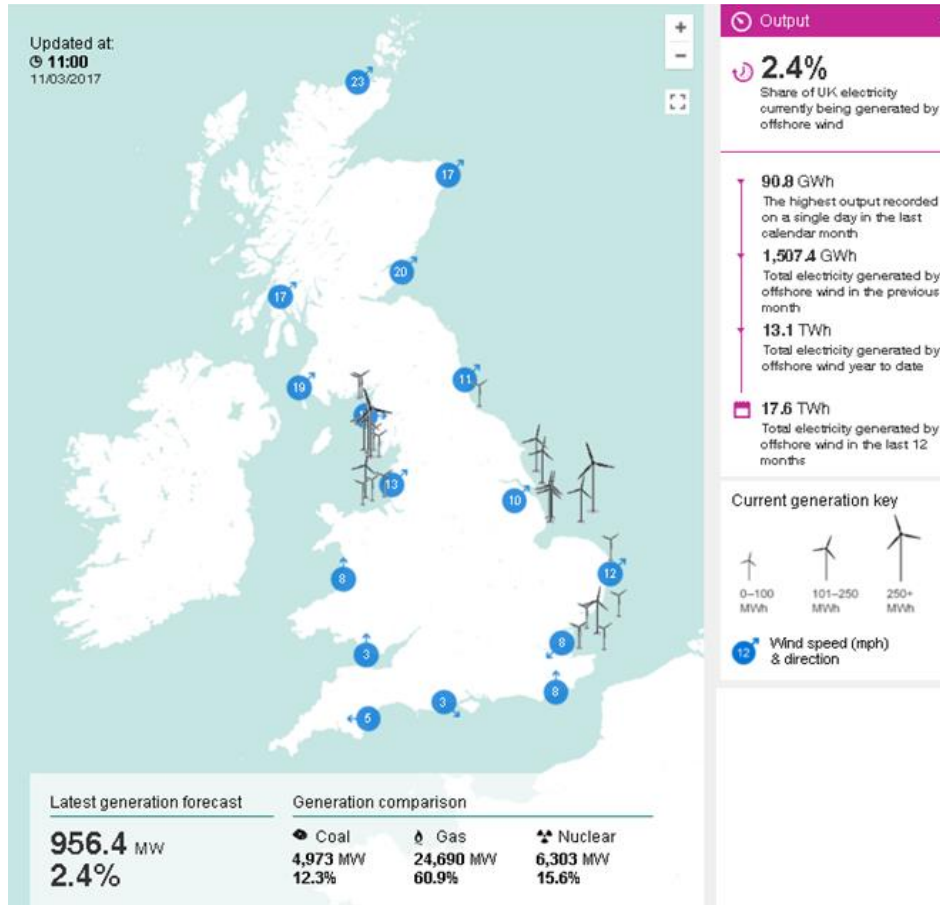 Updated at:
11:00
11/03/2017
+
−
23
17
20
17
19
11
13
10
8
12
3
8
8
3
5
Latest generation forecast
956.4 MW
2.4%
Generation comparison
Coal
4,973 MW
12.3%
Gas
24,690 MW
60.9%
Nuclear
6,303 MW
15.6%
Output
2.4%
Share of UK electricity
currently being generated by
offshore wind
90.8 GWh
The highest output recorded
on a single day in the last
calendar month
1,507.4 GWh
Total electricity generated by
offshore wind in the previous
month
13.1 TWh
Total electricity generated by
offshore wind year to date
17.6 TWh
Total electricity generated by
offshore wind in the last 12
months
Current generation key
0–100
MWh
101–250
MWh
250+
MWh
12
Wind speed (mph)
& direction